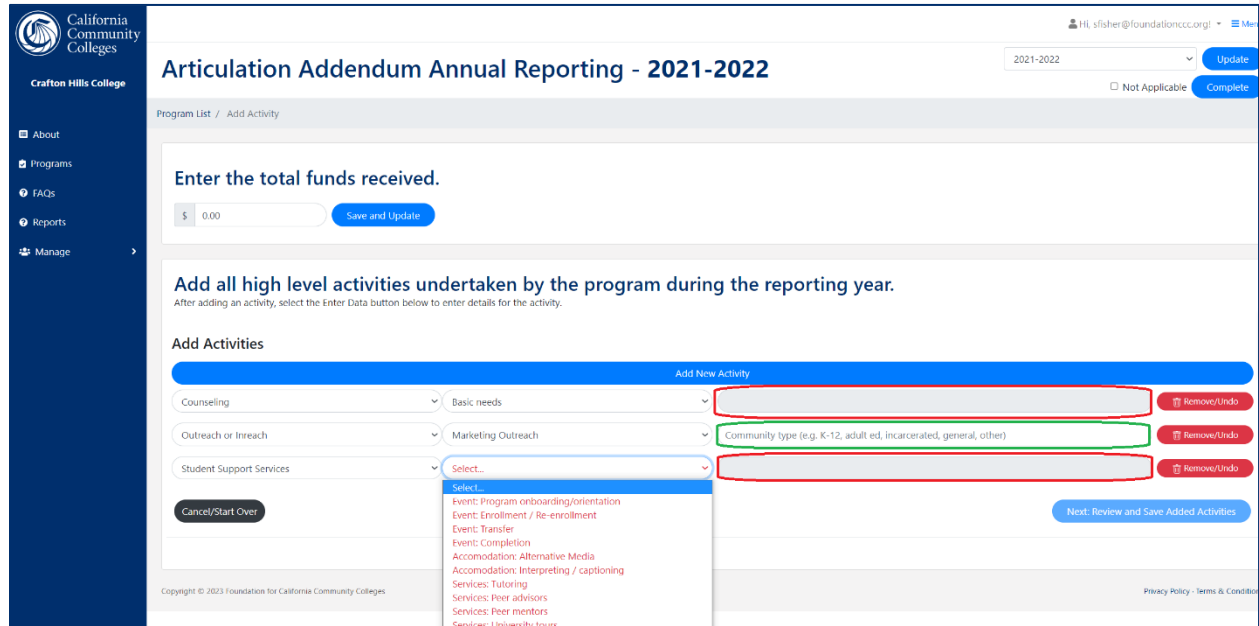 California
Community
Colleges
Crafton Hills College
About
Programs
FAQs
Reports
Manage
Hi, sfisher@foundationccc.org!
Articulation Addendum Annual Reporting - 2021-2022
2021-2022
Update
Not Applicable
Complete
Program List / Add Activity
Enter the total funds received.
$ 0.00
Save and Update
Add all high level activities undertaken by the program during the reporting year.
After adding an activity, select the Enter Data button below to enter details for the activity.
Add Activities
Add New Activity
Counseling
Basic needs
Remove/Undo
Outreach or Inreach
Marketing Outreach
Community type (e.g. K-12, adult ed, incarcerated, general, other)
Remove/Undo
Student Support Services
Select...
Remove/Undo
Select...
Event: Program onboarding/orientation
Event: Enrollment / Re-enrollment
Event: Transfer
Event: Completion
Accomodation: Alternative Media
Accomodation: Interpreting / captioning
Services: Tutoring
Services: Peer advisors
Services: Peer mentors
Services: University tours
Cancel/Start Over
Next: Review and Save Added Activities
Copyright © 2023 Foundation for California Community Colleges
Privacy Policy - Terms &